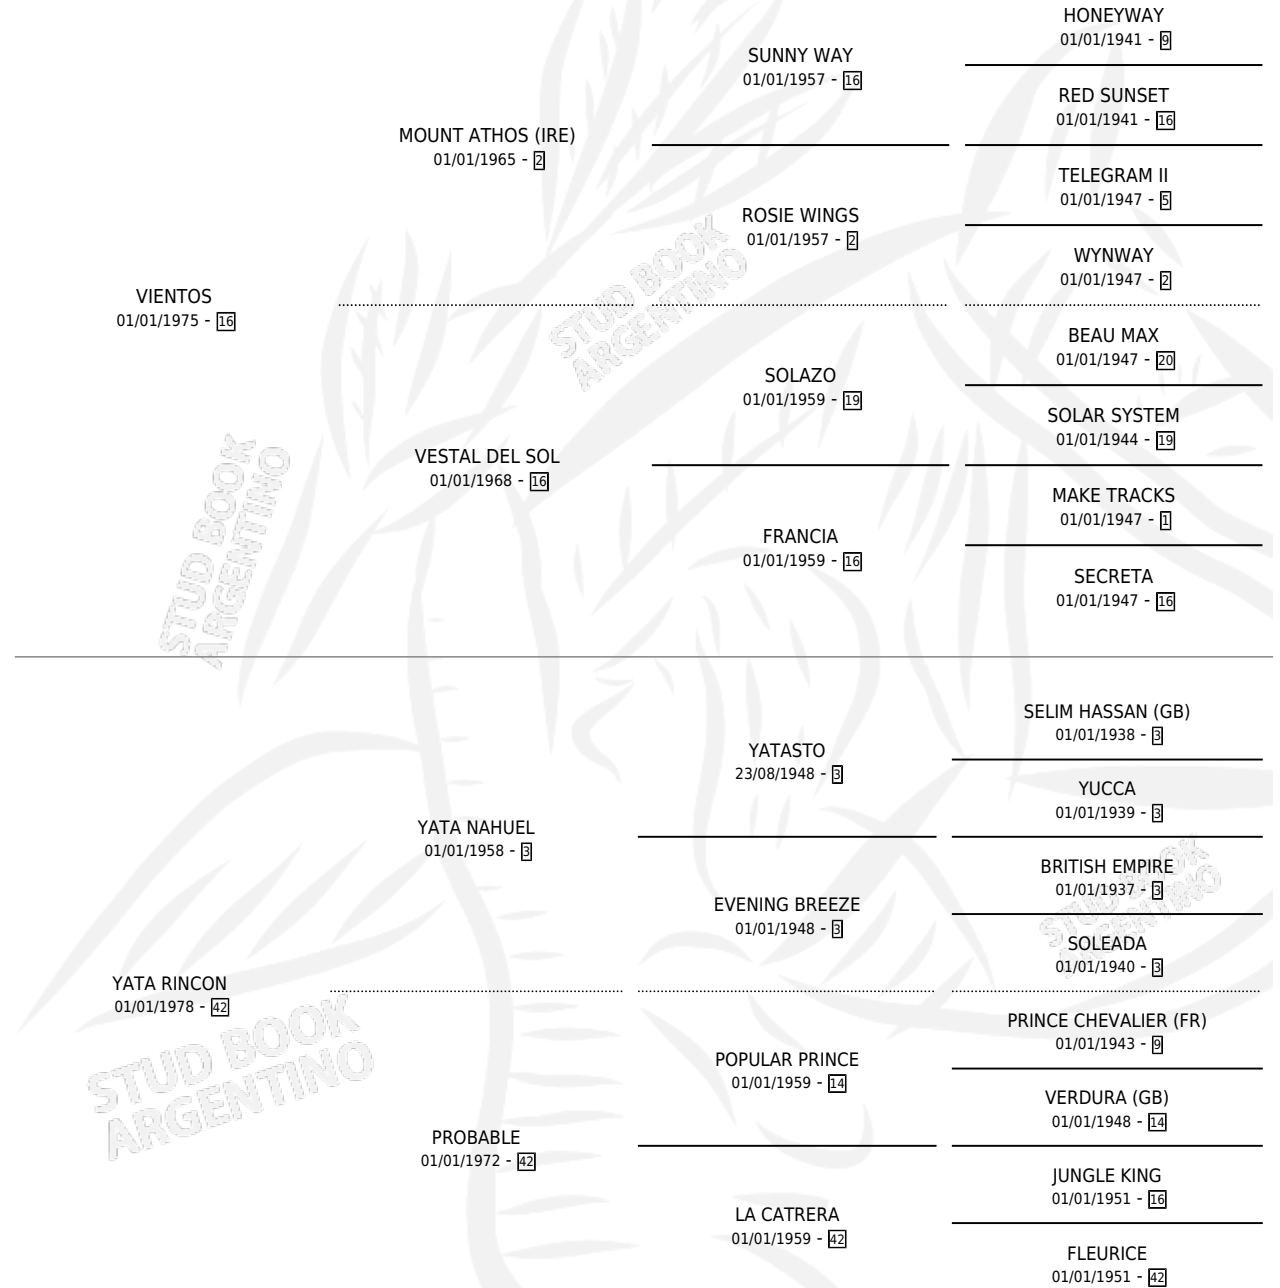 HONEYWAY
01/01/1941 - 9
SUNNY WAY
01/01/1957 - 16
RED SUNSET
01/01/1941 - 16
MOUNT ATHOS (IRE)
01/01/1965 - 2
TELEGRAM II
01/01/1947 - 5
ROSIE WINGS
01/01/1957 - 2
WYNWAY
01/01/1947 - 2
VIENTOS
01/01/1975 - 16
BEAU MAX
01/01/1947 - 20
SOLAZO
01/01/1959 - 19
SOLAR SYSTEM
01/01/1944 - 19
VESTAL DEL SOL
01/01/1968 - 16
MAKE TRACKS
01/01/1947 - 1
FRANCIA
01/01/1959 - 16
SECRETA
01/01/1947 - 16
STUD BOOK
ARGENTINO
STUD BOOK
ARGENTINO
SELIM HASSAN (GB)
01/01/1938 - 3
YATASTO
23/08/1948 - 3
YUCCA
01/01/1939 - 3
YATA NAHUEL
01/01/1958 - 3
BRITISH EMPIRE
01/01/1937 - 3
EVENING BREEZE
01/01/1948 - 3
SOLEADA
01/01/1940 - 3
STUD BOOK
ARGENTINO
YATA RINCON
01/01/1978 - 42
PRINCE CHEVALIER (FR)
01/01/1943 - 9
POPULAR PRINCE
01/01/1959 - 14
VERDURA (GB)
01/01/1948 - 14
STUD BOOK
ARGENTINO
PROBABLE
01/01/1972 - 42
JUNGLE KING
01/01/1951 - 16
LA CATRERA
01/01/1959 - 42
FLEURICE
01/01/1951 - 42